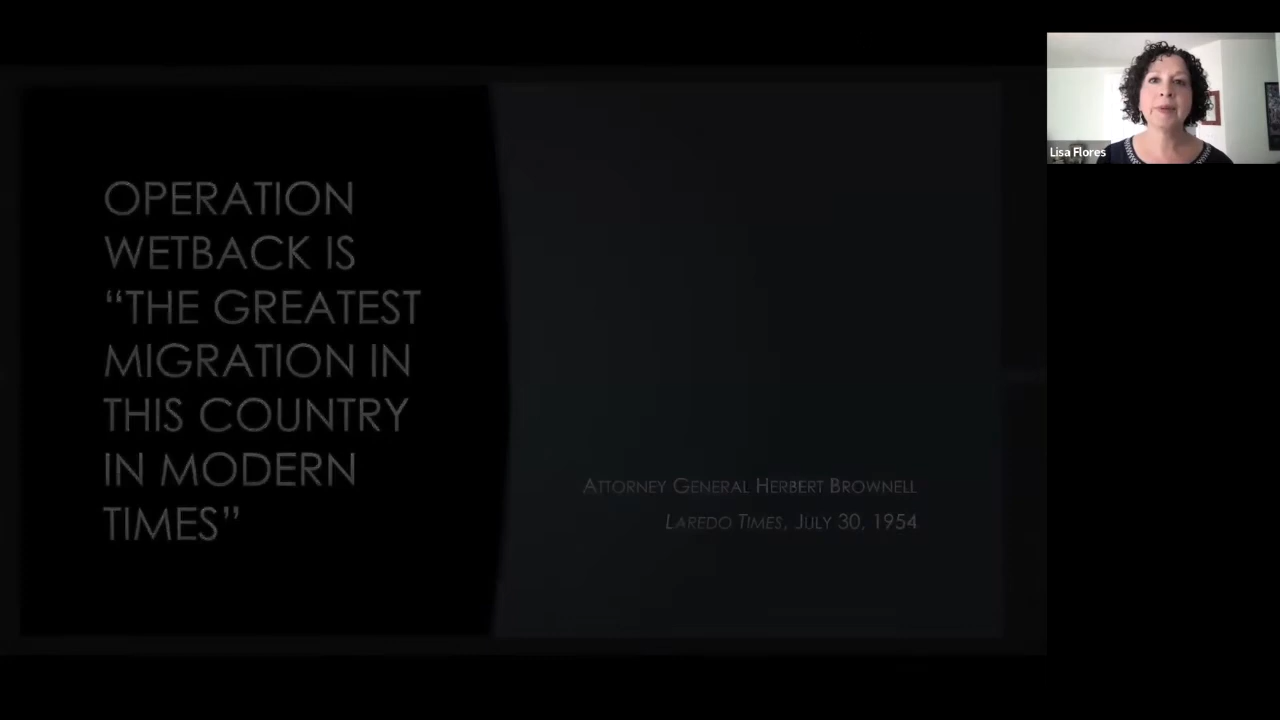 OPERATION
WETBACK IS
“THE GREATEST
MIGRATION IN
THIS COUNTRY
IN MODERN
TIMES”
ATTORNEY GENERAL HERBERT BROWNELL
LAREDO TIMES, JULY 30, 1954
Lisa Flores